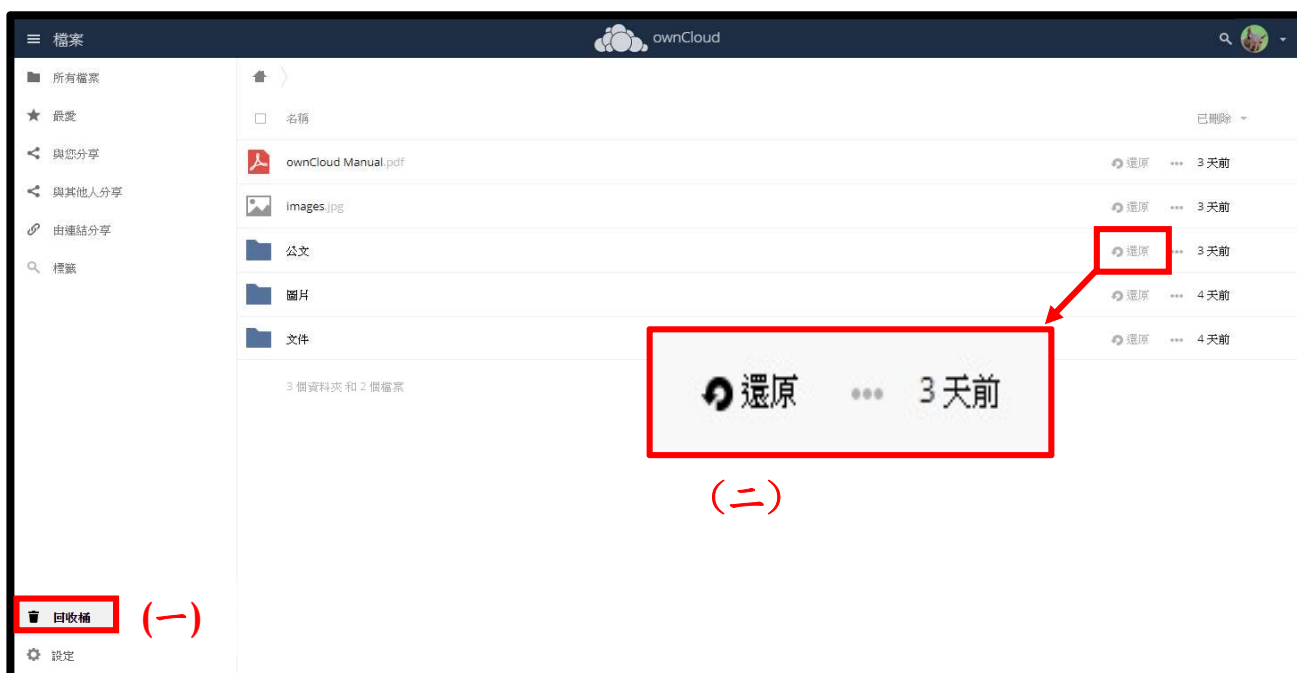 檔案
ownCloud
所有檔案
最愛
與您分享
與其他人分享
由連結分享
標籤
名稱 已刪除
ownCloud Manual.pdf 還原 ••• 3 天前
images.jpg 還原 ••• 3 天前
公文 還原 ••• 3 天前
圖片 還原 ••• 4 天前
文件 還原 ••• 4 天前
3 個資料夾 和 2 個檔案
還原 ••• 3 天前
(二)
回收桶 (一)
設定